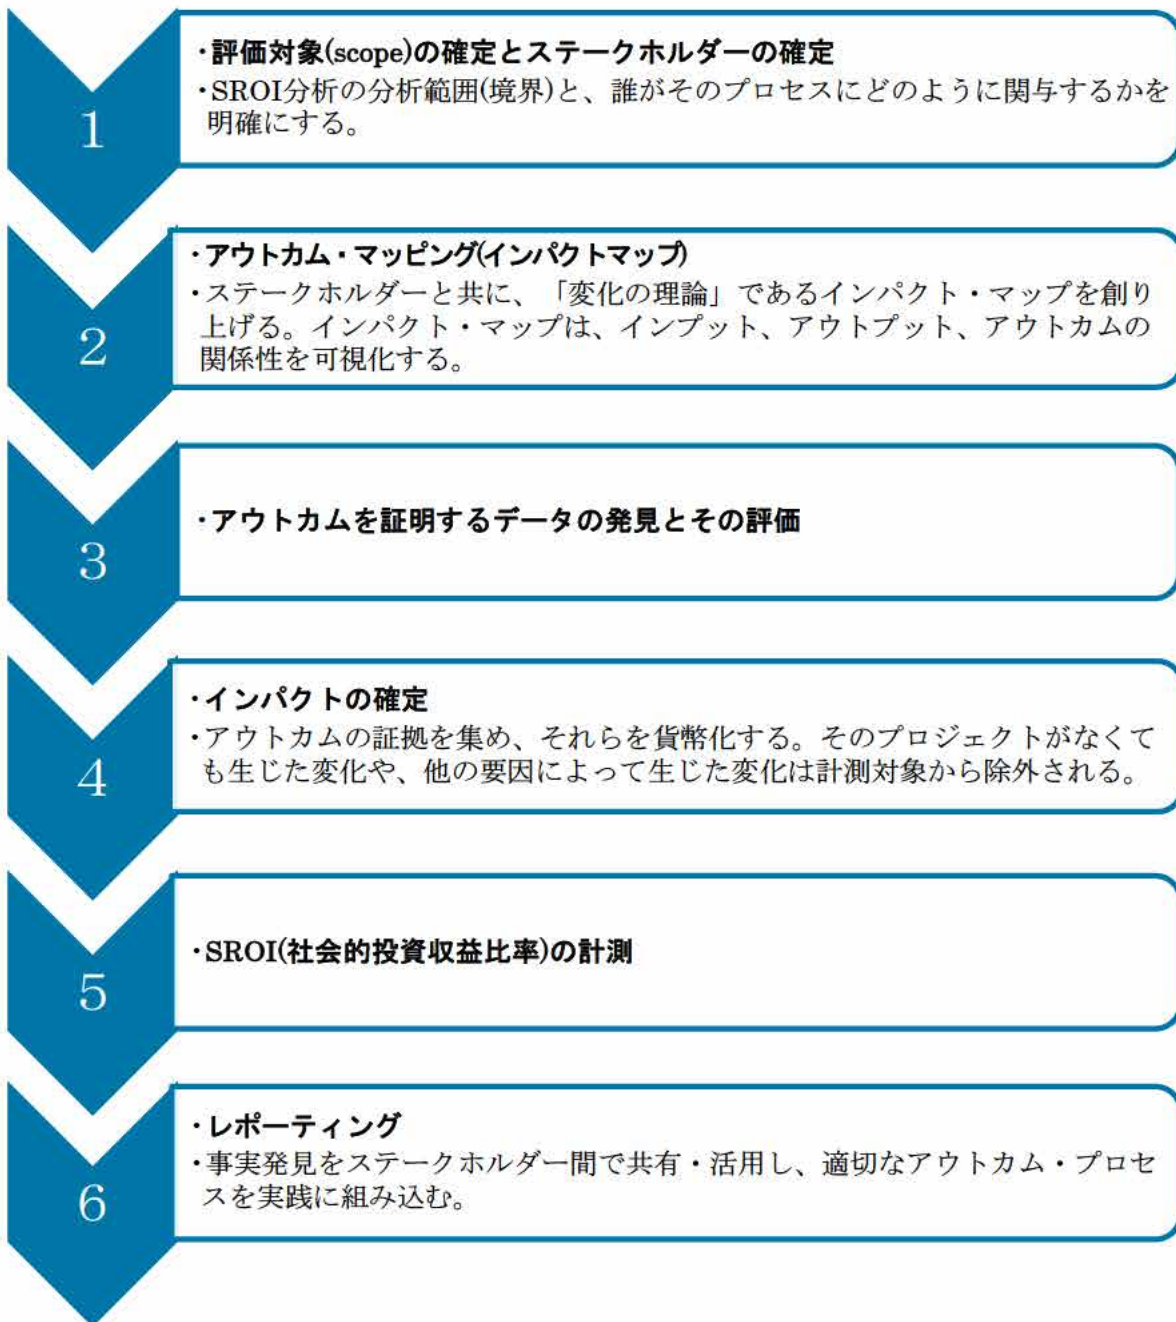 1
・評価対象(scope)の確定とステークホルダーの確定
・SROI分析の分析範囲(境界)と、誰がそのプロセスにどのように関与するかを
明確にする。
2
・アウトカム・マッピング(インパクトマップ)
・ステークホルダーと共に、「変化の理論」であるインパクト・マップを創り
上げる。インパクト・マップは、インプット、アウトプット、アウトカムの
関係性を可視化する。
3
・アウトカムを証明するデータの発見とその評価
4
・インパクトの確定
・アウトカムの証拠を集め、それらを貨幣化する。そのプロジェクトがなくて
も生じた変化や、他の要因によって生じた変化は計測対象から除外される。
5
・SROI(社会的投資収益比率)の計測
6
・レポーティング
・事実発見をステークホルダー間で共有・活用し、適切なアウトカム・プロセ
スを実践に組み込む。